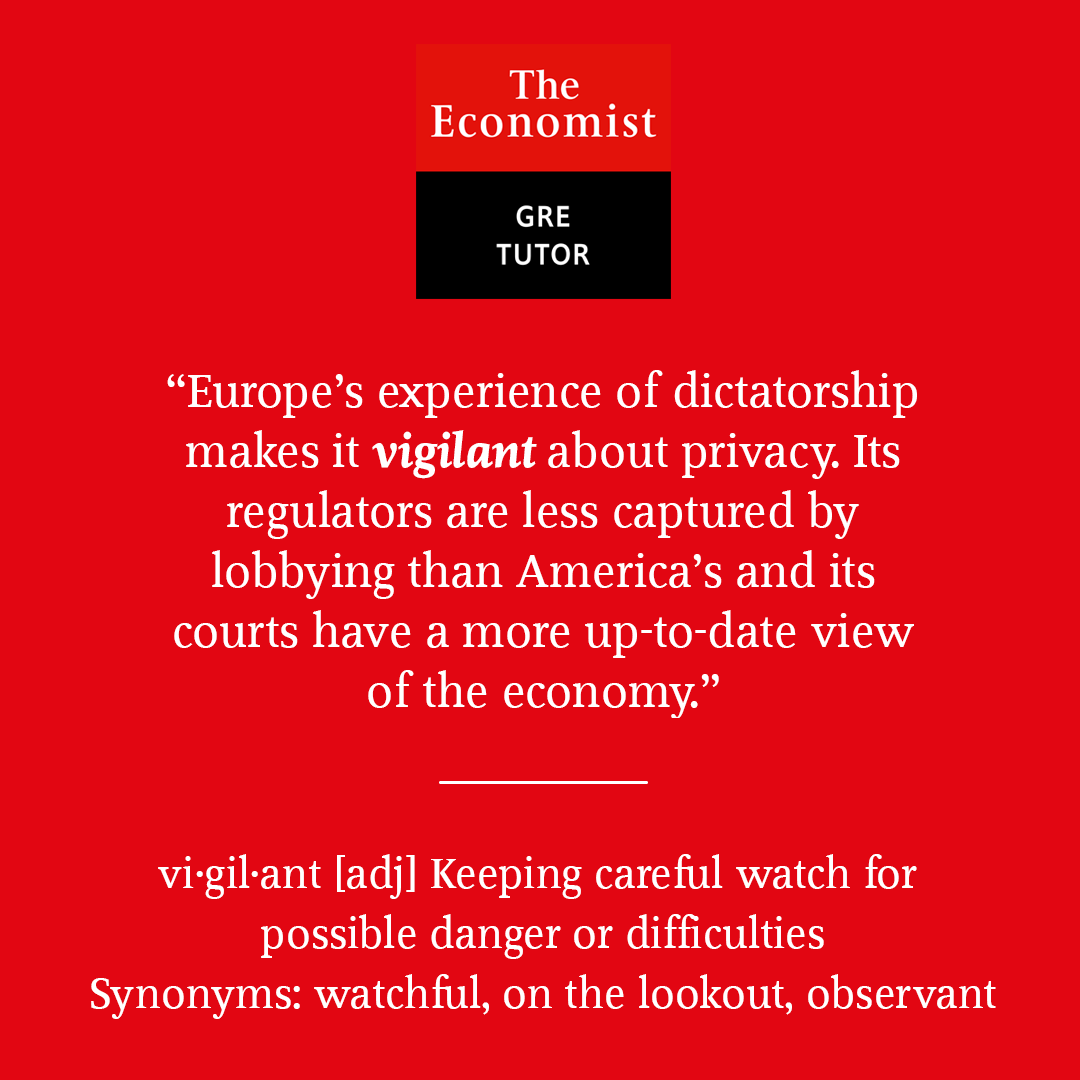 The
Economist
GRE
TUTOR
“Europe’s experience of dictatorship
makes it vigilant about privacy. Its
regulators are less captured by
lobbying than America’s and its
courts have a more up-to-date view
of the economy.”
vi·gil·ant [adj] Keeping careful watch for
possible danger or difficulties
Synonyms: watchful, on the lookout, observant